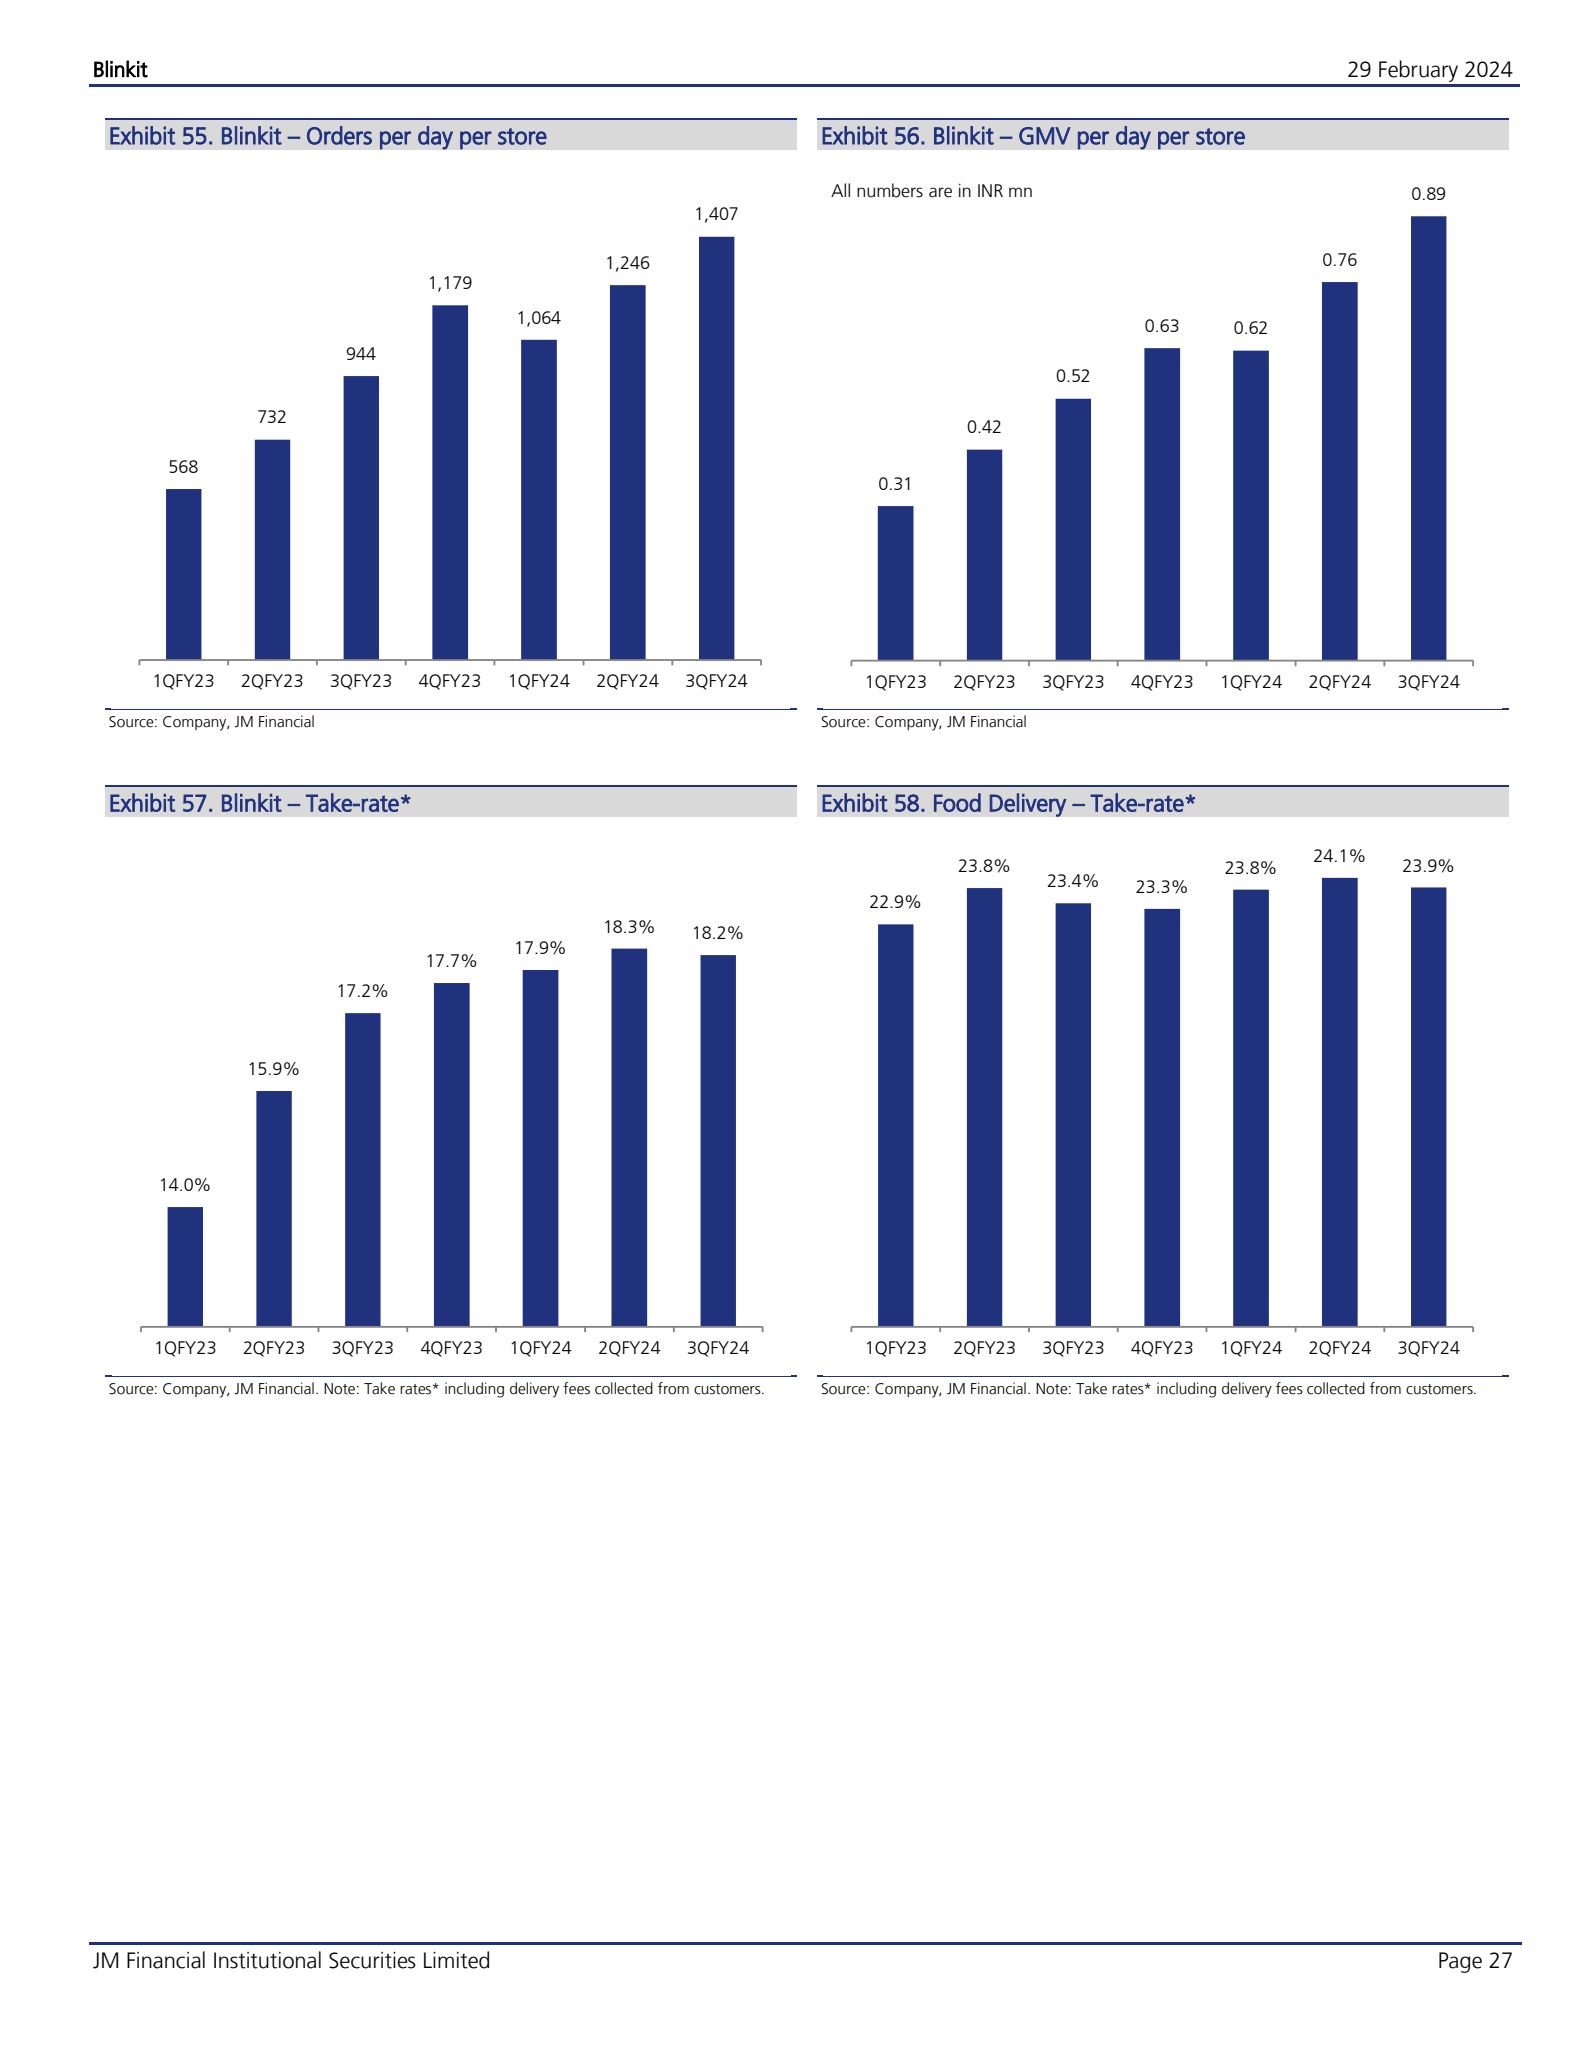 Blinkit 29 February 2024
Exhibit 55. Blinkit – Orders per day per store
568
732
944
1,179
1,064
1,246
1,407
1QFY23 2QFY23 3QFY23 4QFY23 1QFY24 2QFY24 3QFY24
Source: Company, JM Financial
Exhibit 56. Blinkit – GMV per day per store
All numbers are in INR mn
0.31
0.42
0.52
0.63
0.62
0.76
0.89
1QFY23 2QFY23 3QFY23 4QFY23 1QFY24 2QFY24 3QFY24
Source: Company, JM Financial
Exhibit 57. Blinkit – Take-rate*
14.0%
15.9%
17.2%
17.7%
17.9%
18.3%
18.2%
1QFY23 2QFY23 3QFY23 4QFY23 1QFY24 2QFY24 3QFY24
Source: Company, JM Financial. Note: Take rates* including delivery fees collected from customers.
Exhibit 58. Food Delivery – Take-rate*
22.9%
23.8%
23.4%
23.3%
23.8%
24.1%
23.9%
1QFY23 2QFY23 3QFY23 4QFY23 1QFY24 2QFY24 3QFY24
Source: Company, JM Financial. Note: Take rates* including delivery fees collected from customers.
JM Financial Institutional Securities Limited Page 27